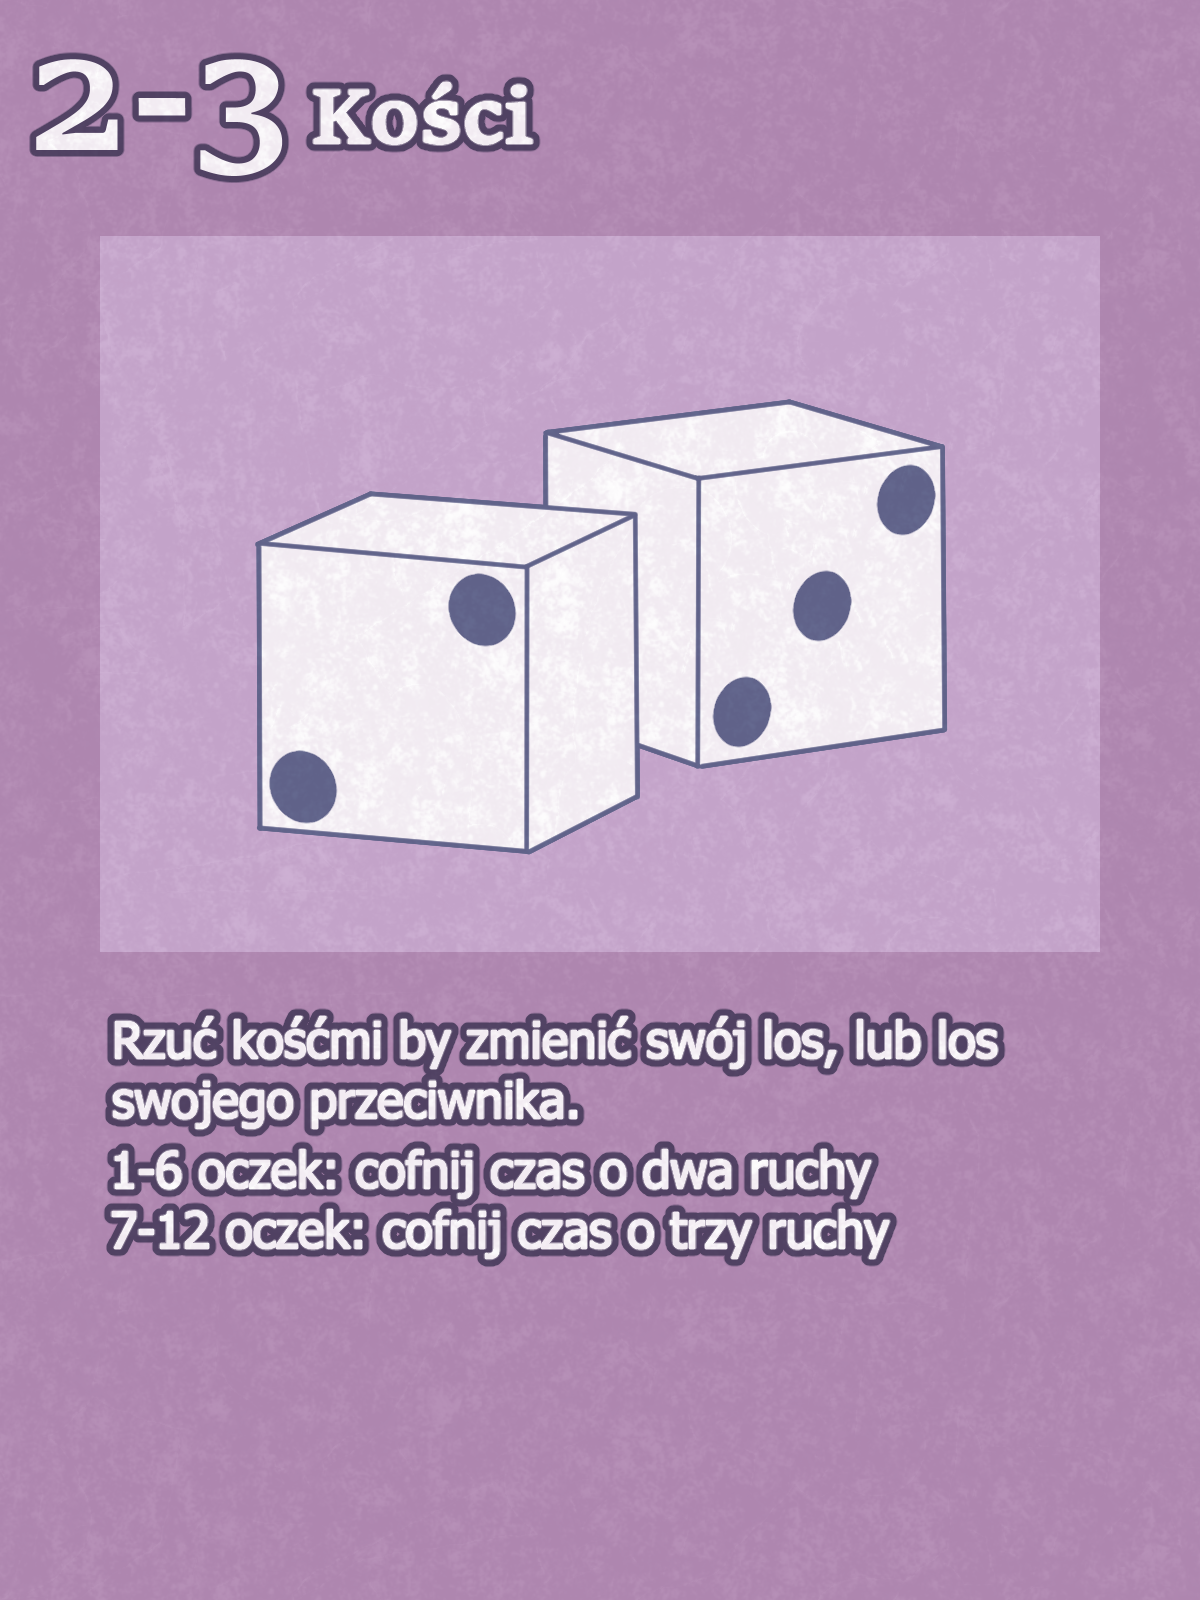 2-3 Kości
Rzuć kośćmi by zmienić swój los, lub los
swojego przeciwnika.
1-6 oczek: cofnij czas o dwa ruchy
7-12 oczek: cofnij czas o trzy ruchy